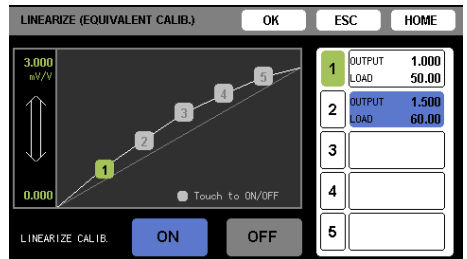 LINEARIZE (EQUIVALENT CALIB.) OK ESC HOME
3.000
mV/V
0.000
1
2
3
4
5
Touch to ON/OFF
LINEARIZE CALIB. ON OFF
1 OUTPUT 1.000
LOAD 50.00
2 OUTPUT 1.500
LOAD 60.00
3
4
5